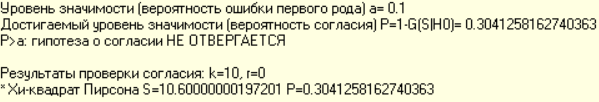 Уровень значимости (вероятность ошибки первого рода) a= 0.1
Достигаемый уровень значимости (вероятность согласия) P=1-G(S|H0)= 0.3041258162740363
P>a: гипотеза о согласии НЕ ОТВЕРГАЕТСЯ
Результаты проверки согласия: k=10, r=0
* Хи-квадрат Пирсона S=10.60000000197201 P=0.3041258162740363